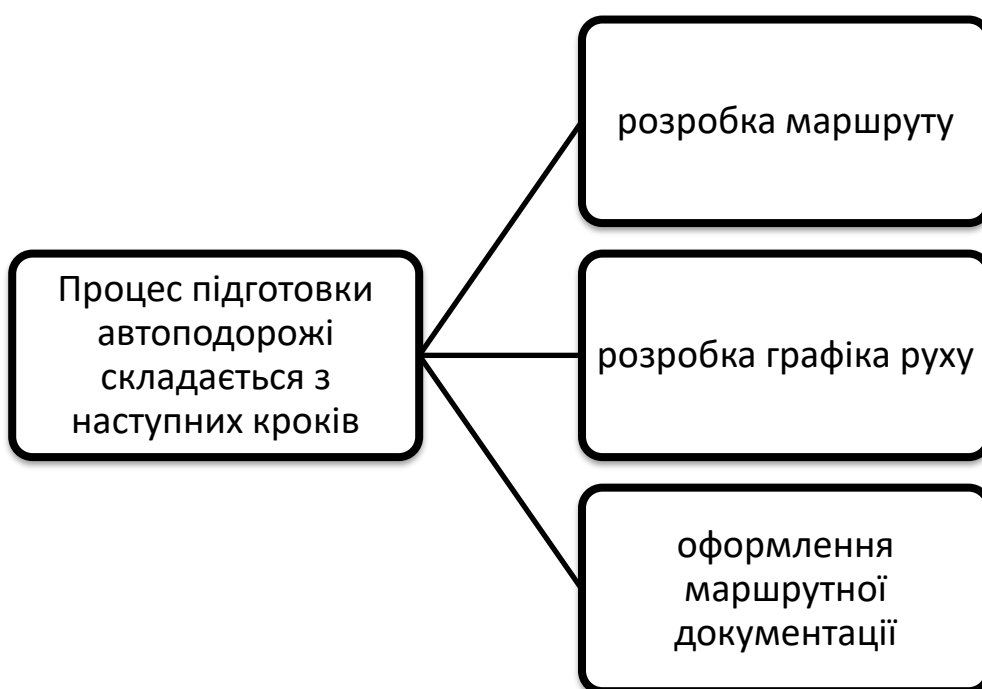 Процес підготовки
автоподорожі
складається з
наступних кроків
розробка маршруту
розробка графіка руху
оформлення
маршрутної
документації